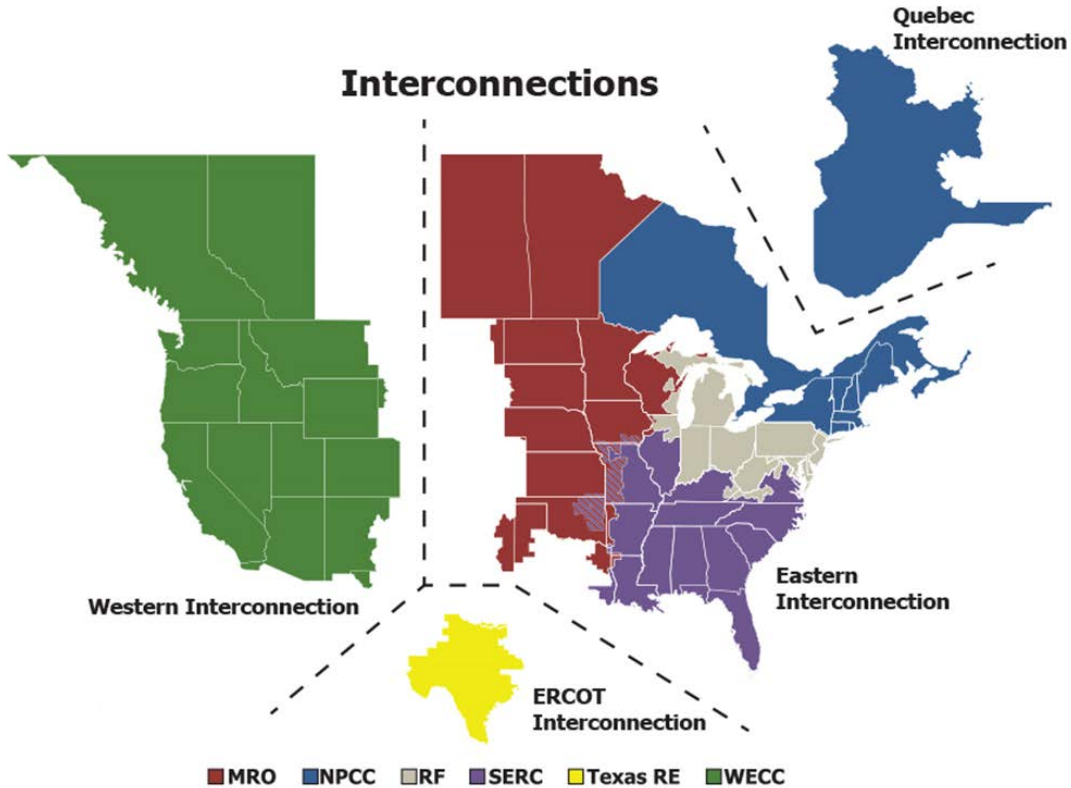 Quebec
Interconnection
Interconnections
Western Interconnection
Eastern
Interconnection
ERCOT
Interconnection
MRO NPCC RF SERC Texas RE WECC